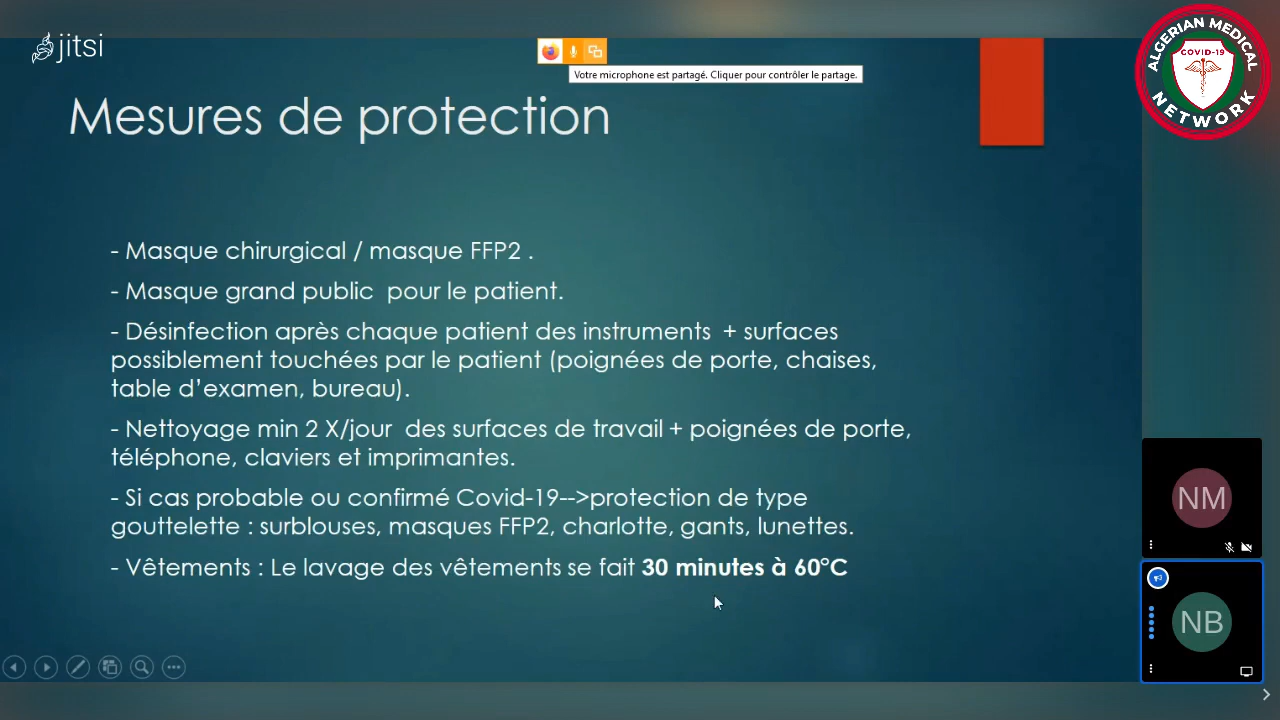 jitsi
Votre microphone est partagé. Cliquer pour contrôler le partage.
ALGERIAN MEDICAL
COVID-19
NETWORK
Mesures de protection
- Masque chirurgical / masque FFP2 .
- Masque grand public pour le patient.
- Désinfection après chaque patient des instruments + surfaces
possiblement touchées par le patient (poignées de porte, chaises,
table d'examen, bureau).
- Nettoyage min 2 X/jour des surfaces de travail + poignées de porte,
téléphone, claviers et imprimantes.
- Si cas probable ou confirmé Covid-19-->protection de type
gouttelette : surblouses, masques FFP2, charlotte, gants, lunettes.
- Vêtements : Le lavage des vêtements se fait 30 minutes à 60°C
NM
NB